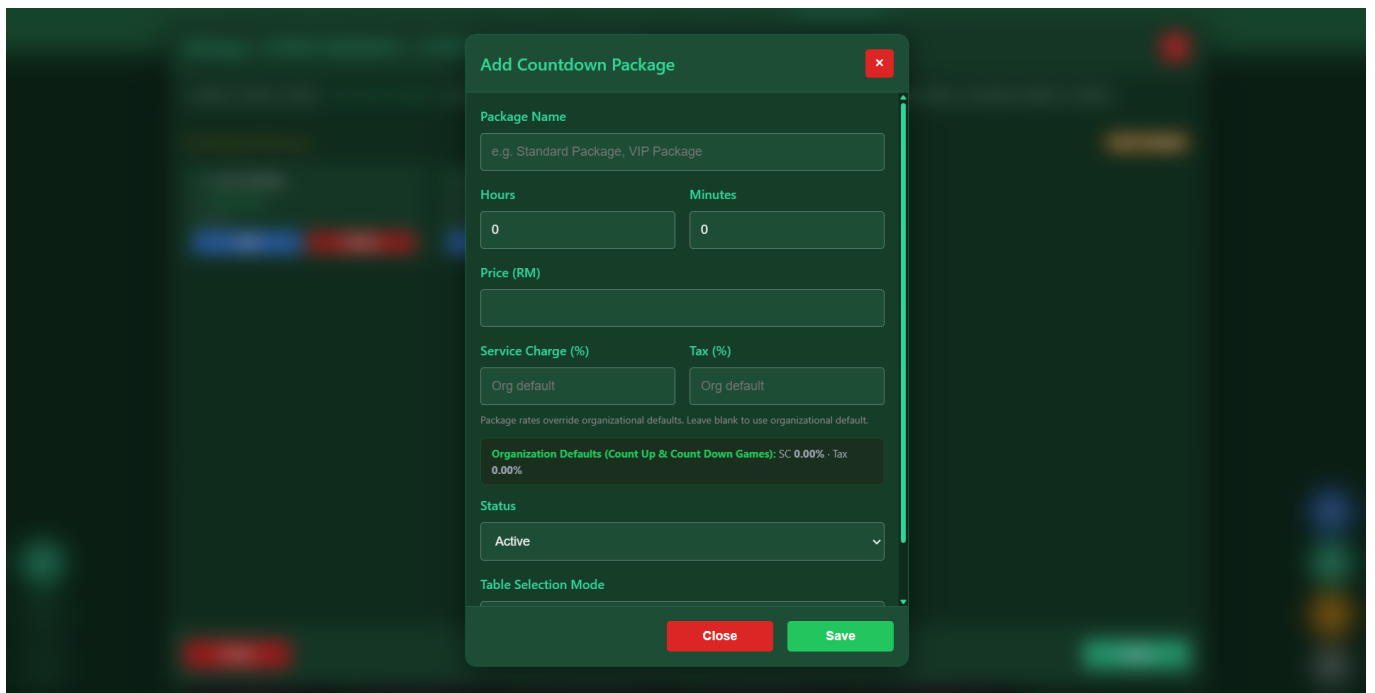 Add Countdown Package
×
Package Name
e.g. Standard Package, VIP Package
Hours
Minutes
0
0
Price (RM)
Service Charge (%)
Tax (%)
Org default
Org default
Package rates override organizational defaults. Leave blank to use organizational default.
Organization Defaults (Count Up & Count Down Games): SC 0.00% · Tax
0.00%
Status
Active
Table Selection Mode
Close
Save